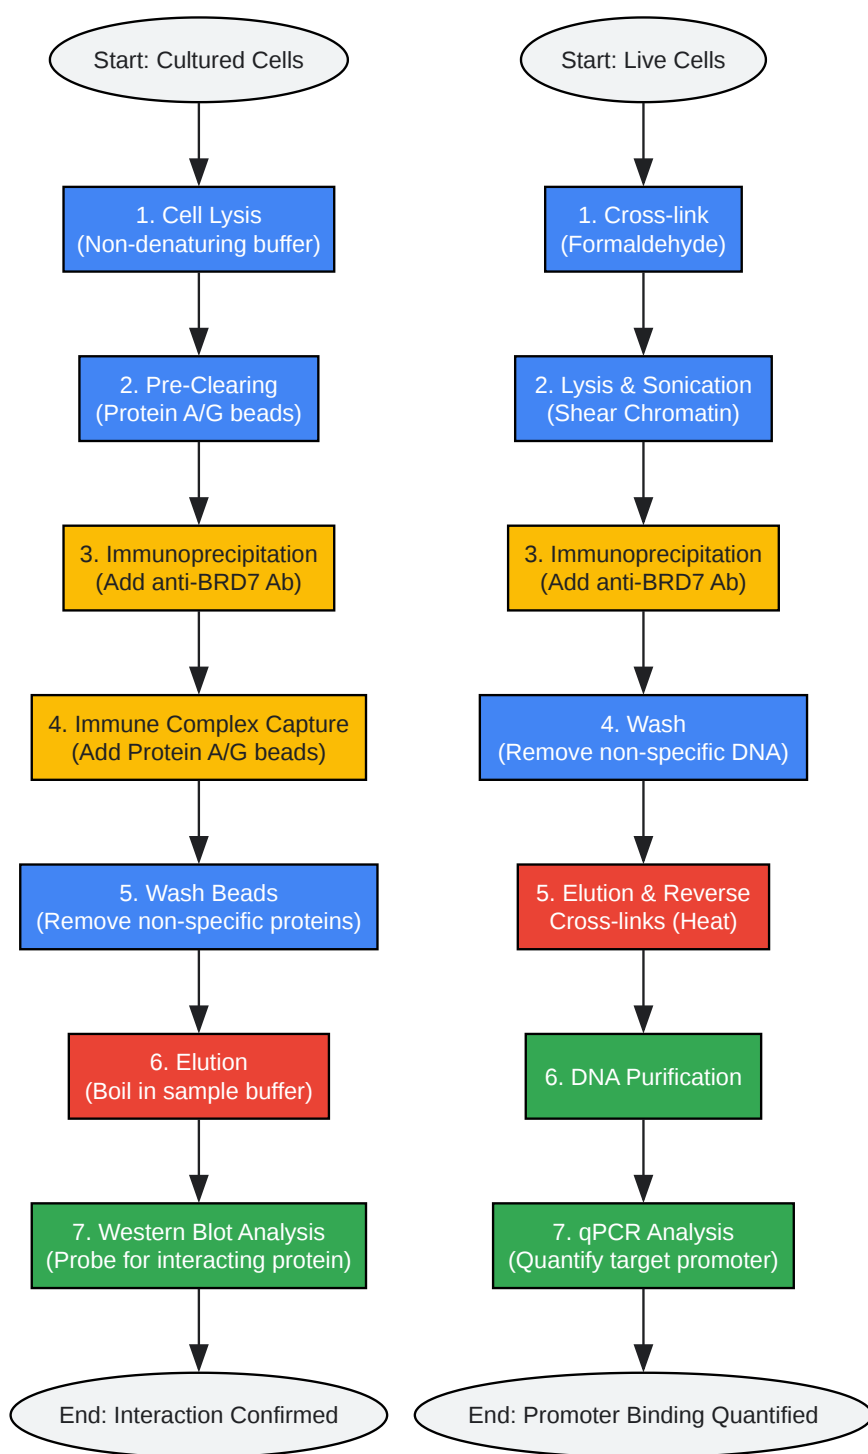 Start: Cultured Cells
1. Cell Lysis
(Non-denaturing buffer)
2. Pre-Clearing
(Protein A/G beads)
3. Immunoprecipitation
(Add anti-BRD7 Ab)
4. Immune Complex Capture
(Add Protein A/G beads)
5. Wash Beads
(Remove non-specific proteins)
6. Elution
(Boil in sample buffer)
7. Western Blot Analysis
(Probe for interacting protein)
End: Interaction Confirmed
Start: Live Cells
1. Cross-link
(Formaldehyde)
2. Lysis & Sonication
(Shear Chromatin)
3. Immunoprecipitation
(Add anti-BRD7 Ab)
4. Wash
(Remove non-specific DNA)
5. Elution & Reverse
Cross-links (Heat)
6. DNA Purification
7. qPCR Analysis
(Quantify target promoter)
End: Promoter Binding Quantified